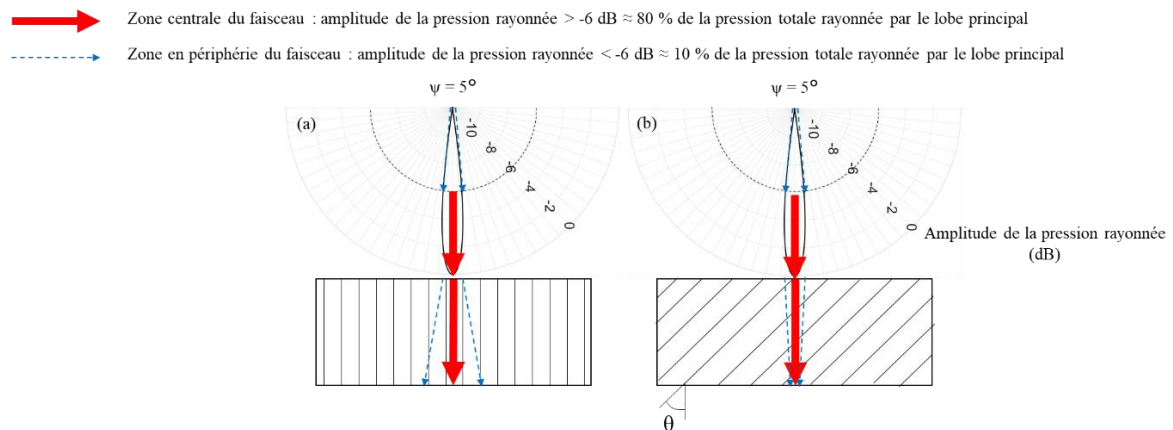 Zone centrale du faisceau : amplitude de la pression rayonnée > -6 dB ≈ 80 % de la pression totale rayonnée par le lobe principal
Zone en périphérie du faisceau : amplitude de la pression rayonnée < -6 dB ≈ 10 % de la pression totale rayonnée par le lobe principal
ψ = 5°
ψ = 5°
(a)
-10
-8
-6
-4
-2
0
(b)
-10
-8
-6
-4
-2
0
Amplitude de la pression rayonnée
(dB)
θ